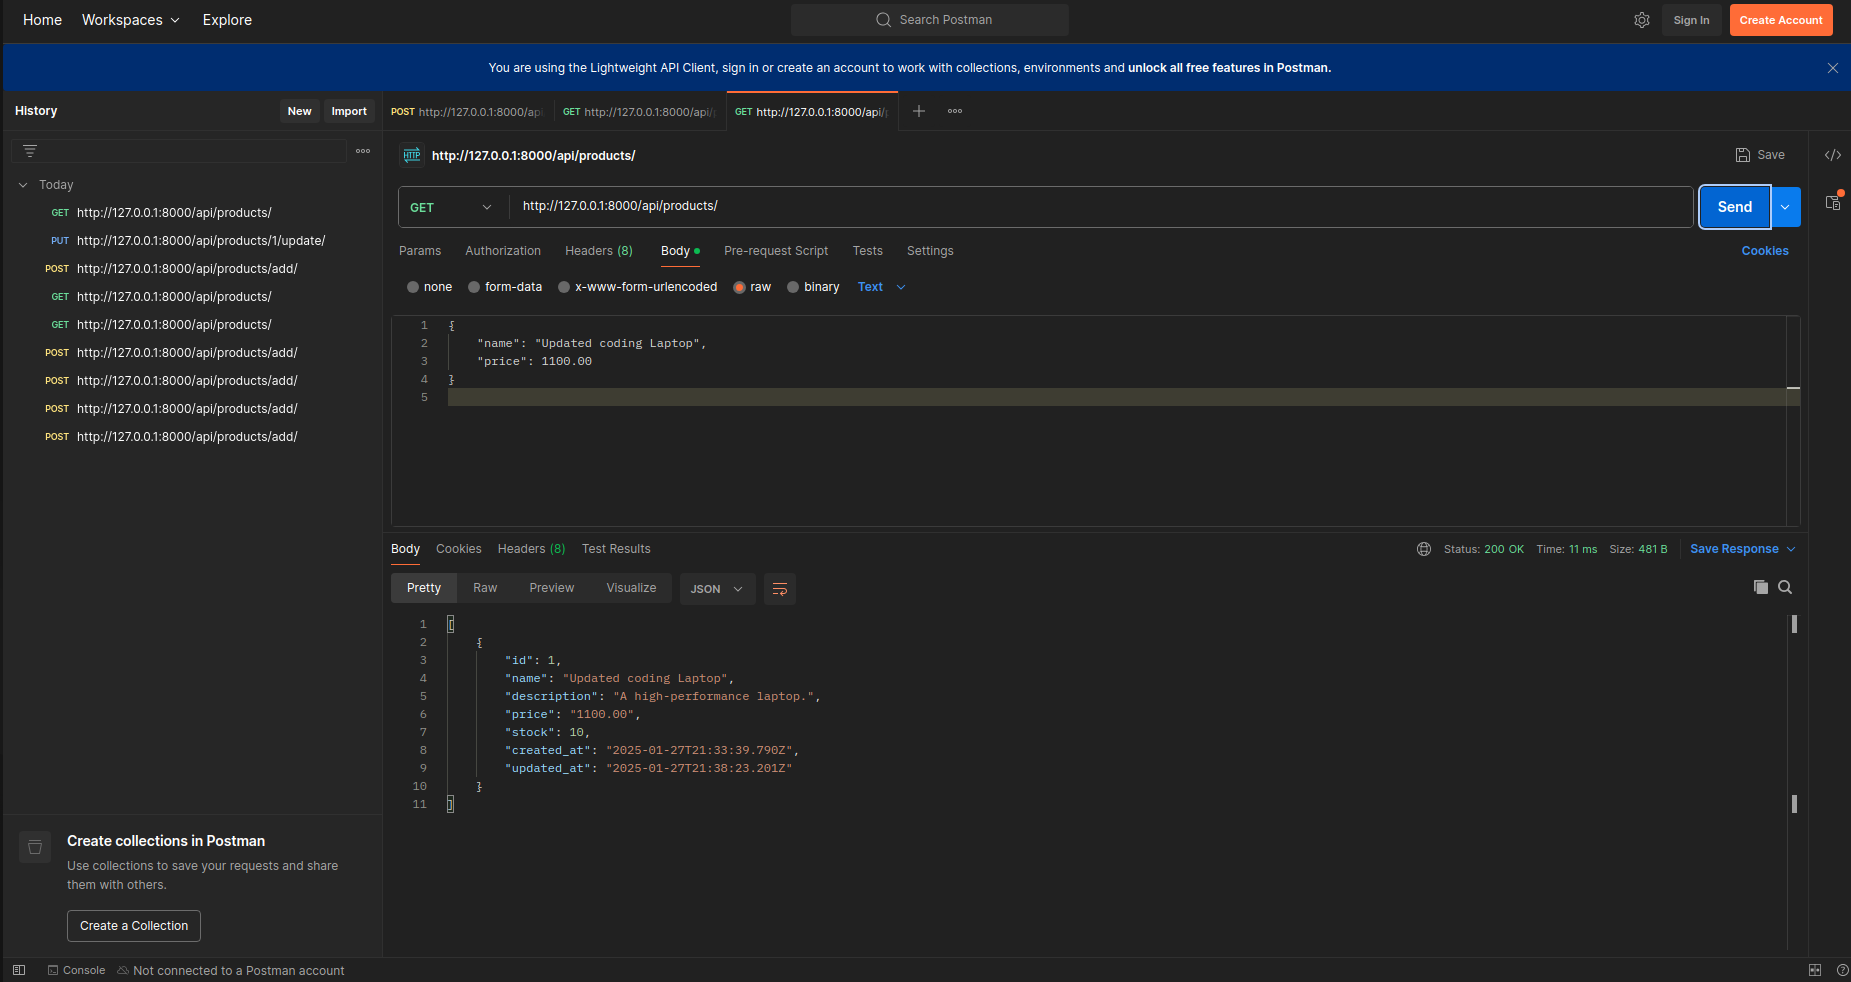 Home Workspaces Explore Search Postman Sign In Create Account
You are using the Lightweight API Client, sign in or create an account to work with collections, environments and unlock all free features in Postman.
History New Import
Today
GET http://127.0.0.1:8000/api/products/
PUT http://127.0.0.1:8000/api/products/1/update/
POST http://127.0.0.1:8000/api/products/add/
GET http://127.0.0.1:8000/api/products/
GET http://127.0.0.1:8000/api/products/
POST http://127.0.0.1:8000/api/products/add/
POST http://127.0.0.1:8000/api/products/add/
POST http://127.0.0.1:8000/api/products/add/
POST http://127.0.0.1:8000/api/products/add/
Create collections in Postman
Use collections to save your requests and share
them with others.
Create a Collection
POST http://127.0.0.1:8000/api GET http://127.0.0.1:8000/api/ GET http://127.0.0.1:8000/api/
HTTP http://127.0.0.1:8000/api/products/ Save
GET http://127.0.0.1:8000/api/products/ Send
Params Authorization Headers (8) Body Pre-request Script Tests Settings Cookies
none form-data x-www-form-urlencoded raw binary Text
1 {
2 "name": "Updated coding Laptop",
3 "price": 1100.00
4 }
5
Body Cookies Headers (8) Test Results Status: 200 OK Time: 11 ms Size: 481 B Save Response
Pretty Raw Preview Visualize JSON
1 [
2 {
3 "id": 1,
4 "name": "Updated coding Laptop",
5 "description": "A high-performance laptop.",
6 "price": "1100.00",
7 "stock": 10,
8 "created_at": "2025-01-27T21:33:39.790Z",
9 "updated_at": "2025-01-27T21:38:23.201Z"
10 }
11 ]
Console Not connected to a Postman account